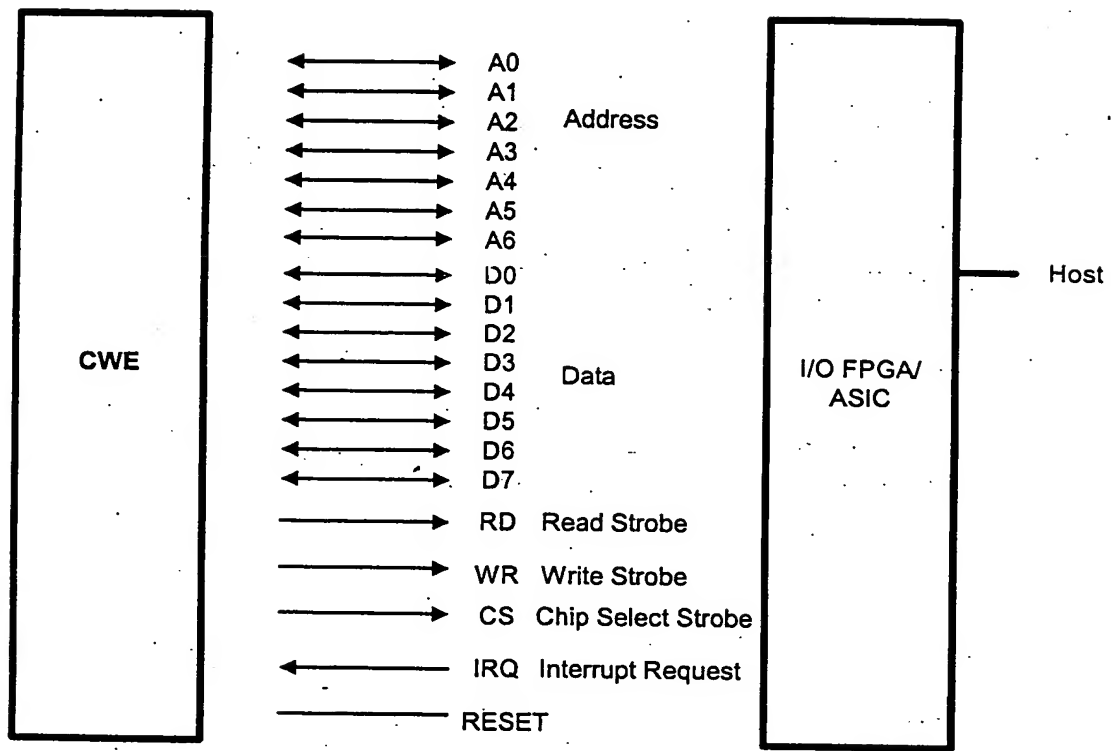 A0
A1
A2 Address
A3
A4
A5
A6
D0
Host
D1
D2
CWE
D3
Data
I/O FPGA/
ASIC
D4
D5
D6
D7
RD Read Strobe
WR Write Strobe
CS Chip Select Strobe
IRQ Interrupt Request
RESET